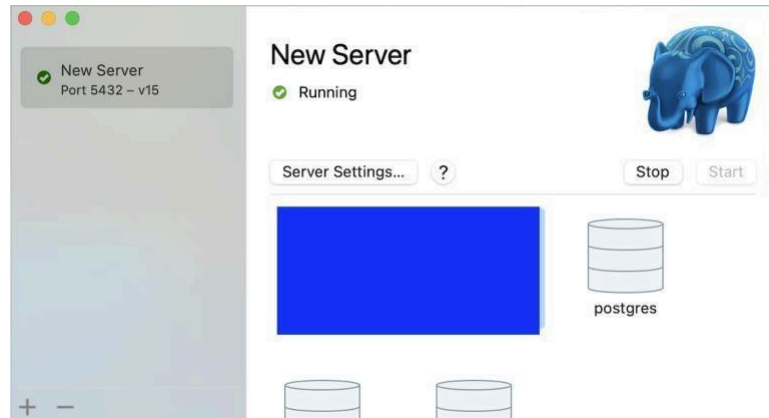 New Server
Port 5432 – v15
New Server
Running
Server Settings...
?
Stop
Start
postgres